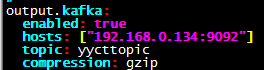 output.kafka:
  enabled: true
  hosts: ["192.168.0.134:9092"]
  topic: yycttopic
  compression: gzip